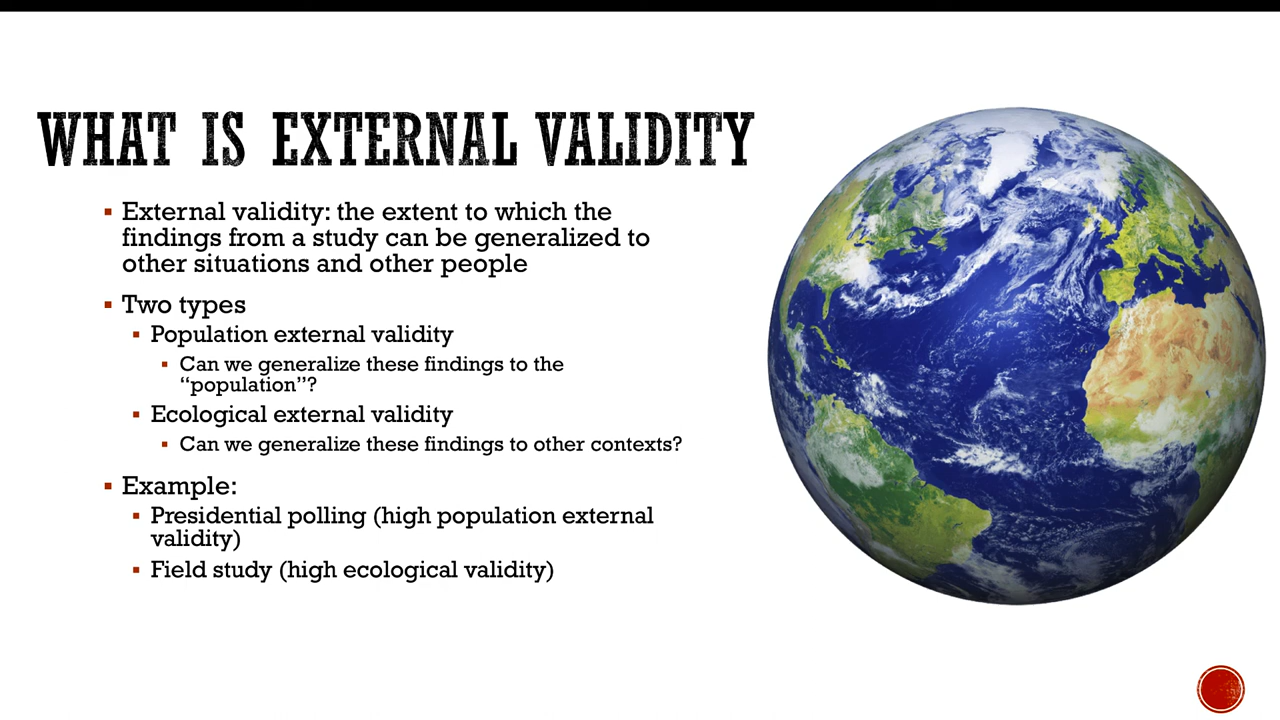 WHAT IS EXTERNAL VALIDITY
▪ External validity: the extent to which the
findings from a study can be generalized to
other situations and other people
▪ Two types
▪ Population external validity
▪ Can we generalize these findings to the
“population”?
▪ Ecological external validity
▪ Can we generalize these findings to other contexts?
▪ Example:
▪ Presidential polling (high population external
validity)
▪ Field study (high ecological validity)